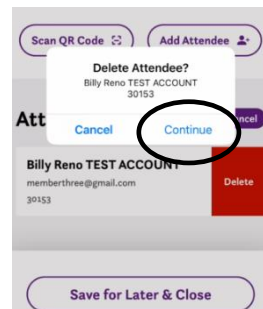 Scan QR Code
Add Attendee
Delete Attendee?
Billy Reno TEST ACCOUNT
30153
Att
Cancel
Continue
ncel
Billy Reno TEST ACCOUNT
memberthree@gmail.com
30153
Delete
Save for Later & Close